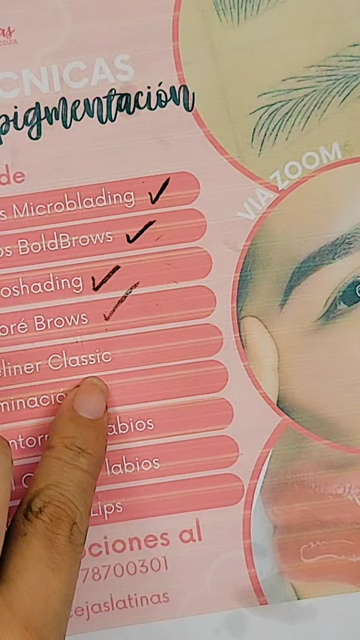 CNICAS
pigmentación
de
s Microblading
os BoldBrows
oshading
oré Brows
eliner Classic
minació
ntor abios
labios
Lips
ciones al
78700301
cejaslatinas
VIA ZOOM